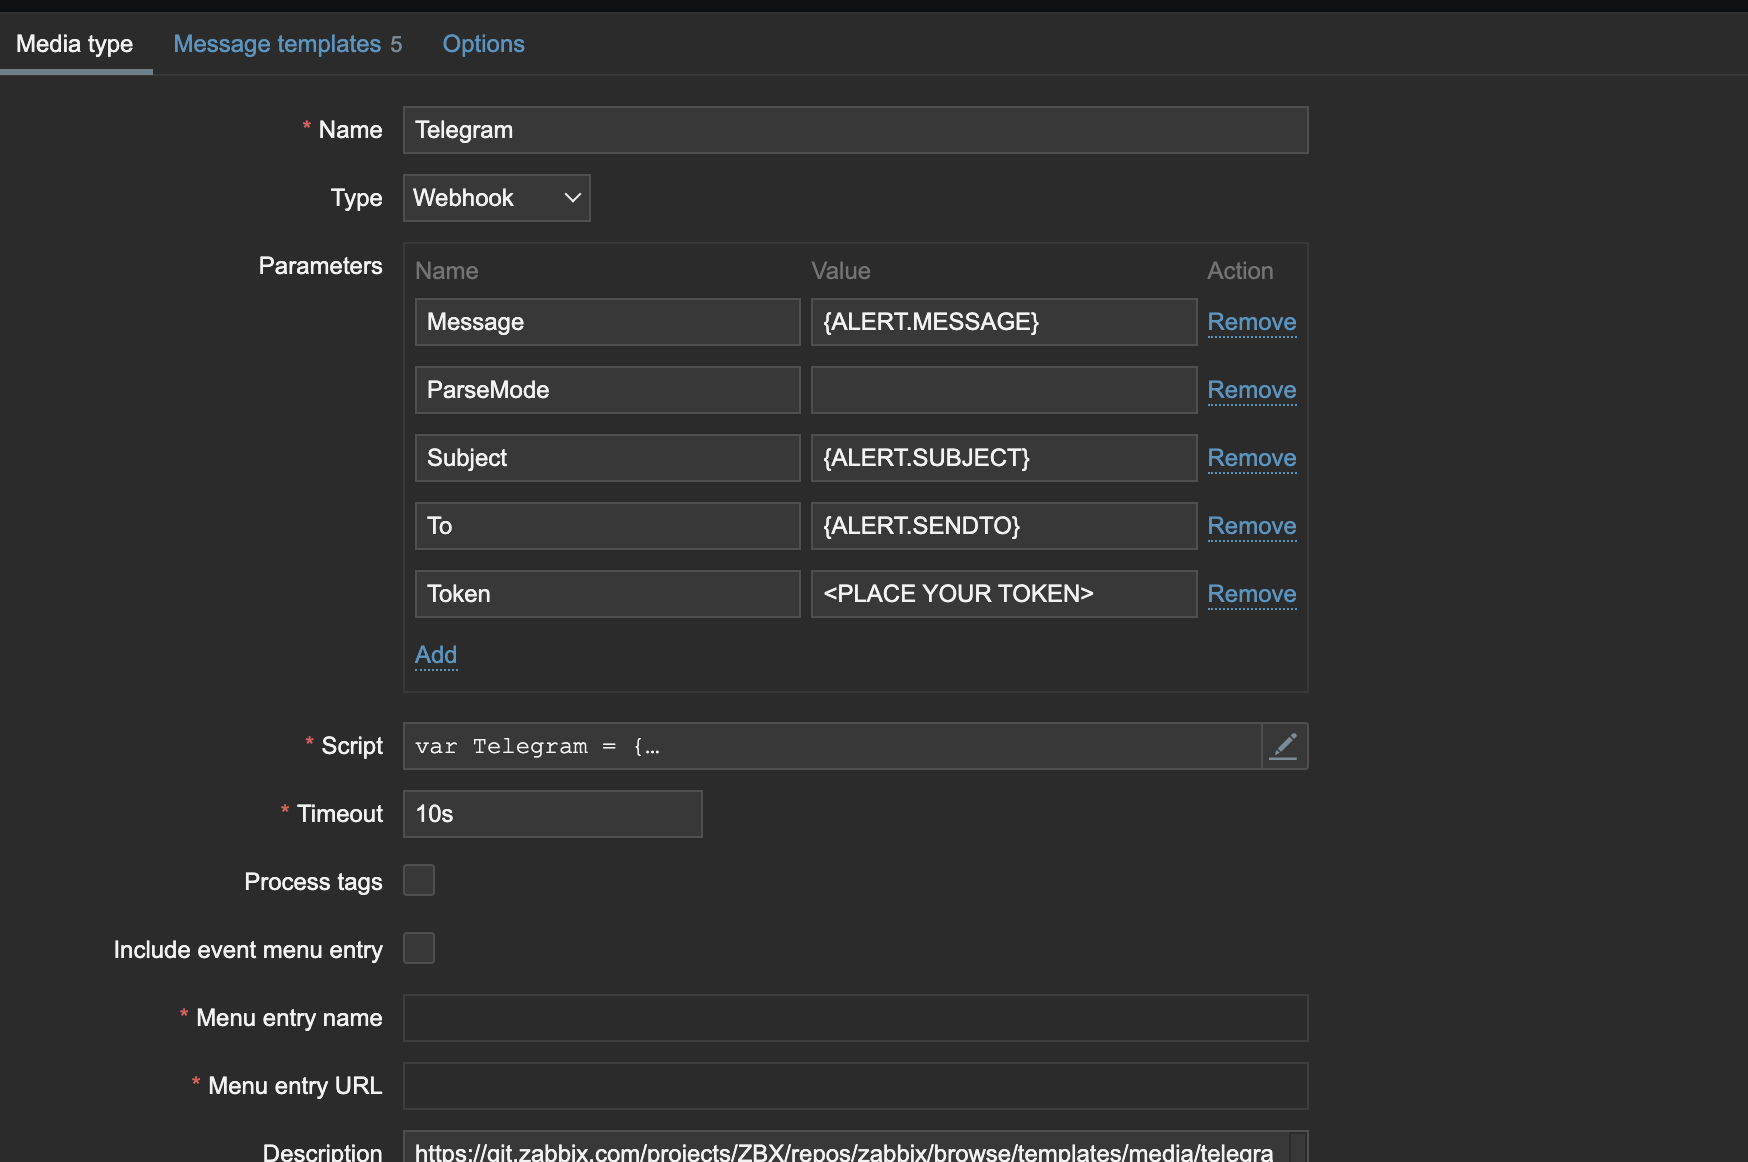 Media type Message templates 5 Options
* Name Telegram
Type Webhook
Parameters Name Value Action
Message {ALERT.MESSAGE} Remove
ParseMode Remove
Subject {ALERT.SUBJECT} Remove
To {ALERT.SENDTO} Remove
Token <PLACE YOUR TOKEN> Remove
Add
* Script var Telegram = {…
* Timeout 10s
Process tags
Include event menu entry
* Menu entry name
* Menu entry URL
Description https://git.zabbix.com/projects/ZBX/repos/zabbix/browse/templates/media/telegra